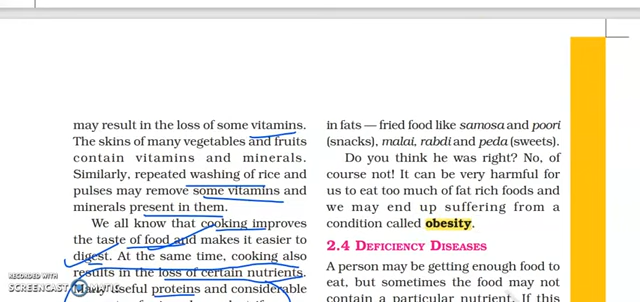 may result in the loss of some vitamins.
The skins of many vegetables and fruits
contain vitamins and minerals.
Similarly, repeated washing of rice and
pulses may remove some vitamins and
minerals present in them.
We all know that cooking improves
the taste of food and makes it easier to
digest. At the same time, cooking also
results in the loss of certain nutrients.
Many useful proteins and considerable
in fats — fried food like samosa and poori
(snacks), malai, rabdi and peda (sweets).
Do you think he was right? No, of
course not! It can be very harmful for
us to eat too much of fat rich foods and
we may end up suffering from a
condition called obesity.
2.4 DEFICIENCY DISEASES
A person may be getting enough food to
eat, but sometimes the food may not
contain a particular nutrient. If this
RECORDED WITH
SCREENCAST MATIC